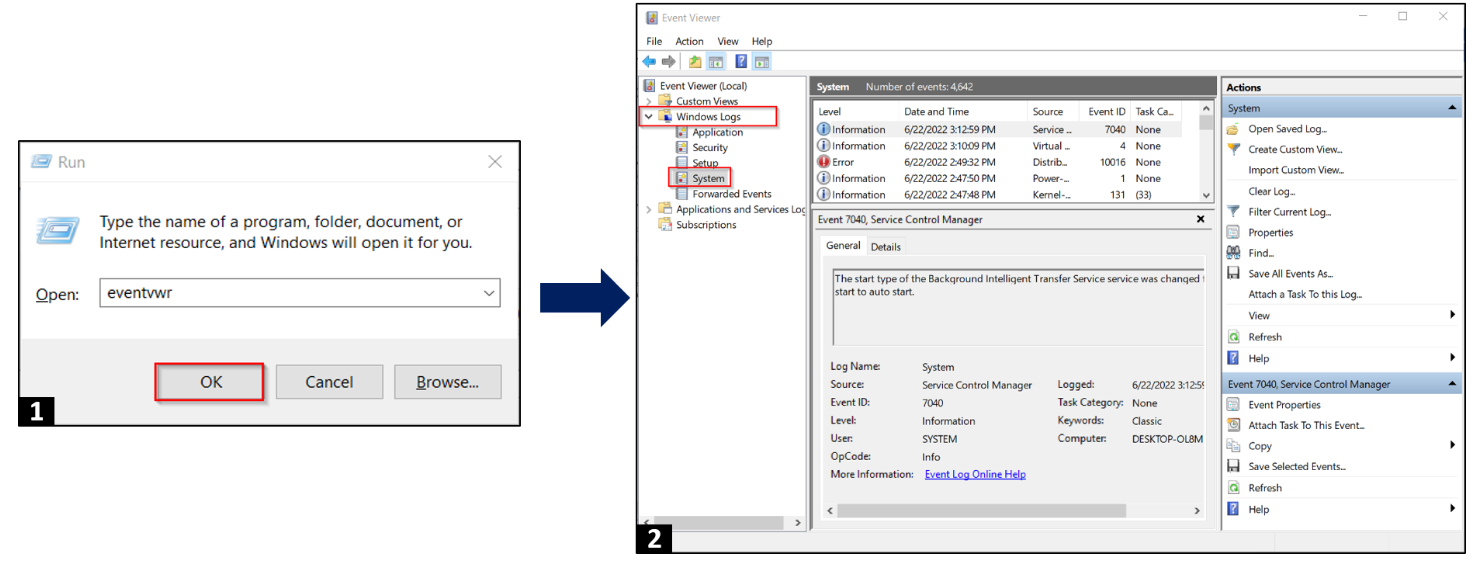 Run
Type the name of a program, folder, document, or
Internet resource, and Windows will open it for you.
Open:
eventvwr
OK
Cancel
Browse...
1
Event Viewer
File Action View Help
Event Viewer (Local)
Custom Views
Windows Logs
Application
Security
Setup
System
Forwarded Events
Applications and Services Log
Subscriptions
System Number of events: 4,642
Level Date and Time Source Event ID Task Ca...
Information 6/22/2022 3:12:59 PM Service ... 7040 None
Information 6/22/2022 3:10:09 PM Virtual ... 4 None
Error 6/22/2022 2:49:32 PM Distrib... 10016 None
Information 6/22/2022 2:47:50 PM Power-... 1 None
Information 6/22/2022 2:47:48 PM Kernel-... 131 (33)
Event 7040, Service Control Manager
General Details
The start type of the Background Intelligent Transfer Service service was changed
start to auto start.
Log Name: System
Source: Service Control Manager Logged: 6/22/2022 3:12:59
Event ID: 7040 Task Category: None
Level: Information Keywords: Classic
User: SYSTEM Computer: DESKTOP-OL8M
OpCode: Info
More Information: Event Log Online Help
Actions
System
Open Saved Log...
Create Custom View...
Import Custom View...
Clear Log...
Filter Current Log...
Properties
Find...
Save All Events As...
Attach a Task To this Log...
View
Refresh
Help
Event 7040, Service Control Manager
Event Properties
Attach Task To This Event...
Copy
Save Selected Events...
Refresh
Help
2